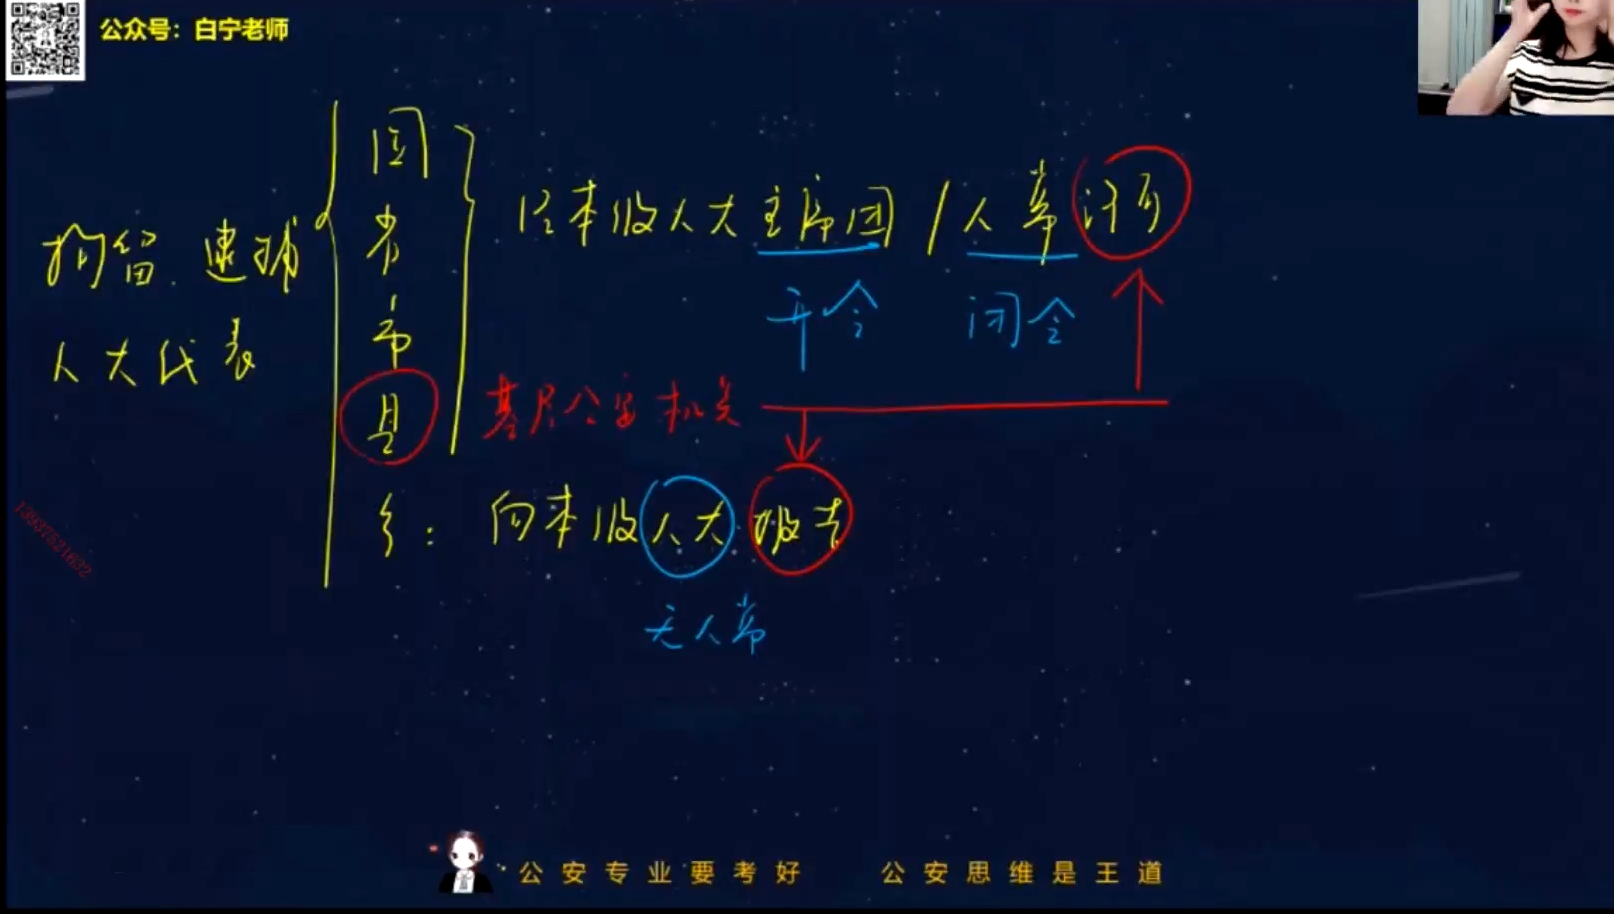 公众号：白宁老师
国
省
经本级人大主席团/人常许可
拘留、逮捕
市
开会 闭会
人大代表
县 基层公安机关
乡：向本级人大报告
无人常
13937521632
公安专业要考好 公安思维是王道